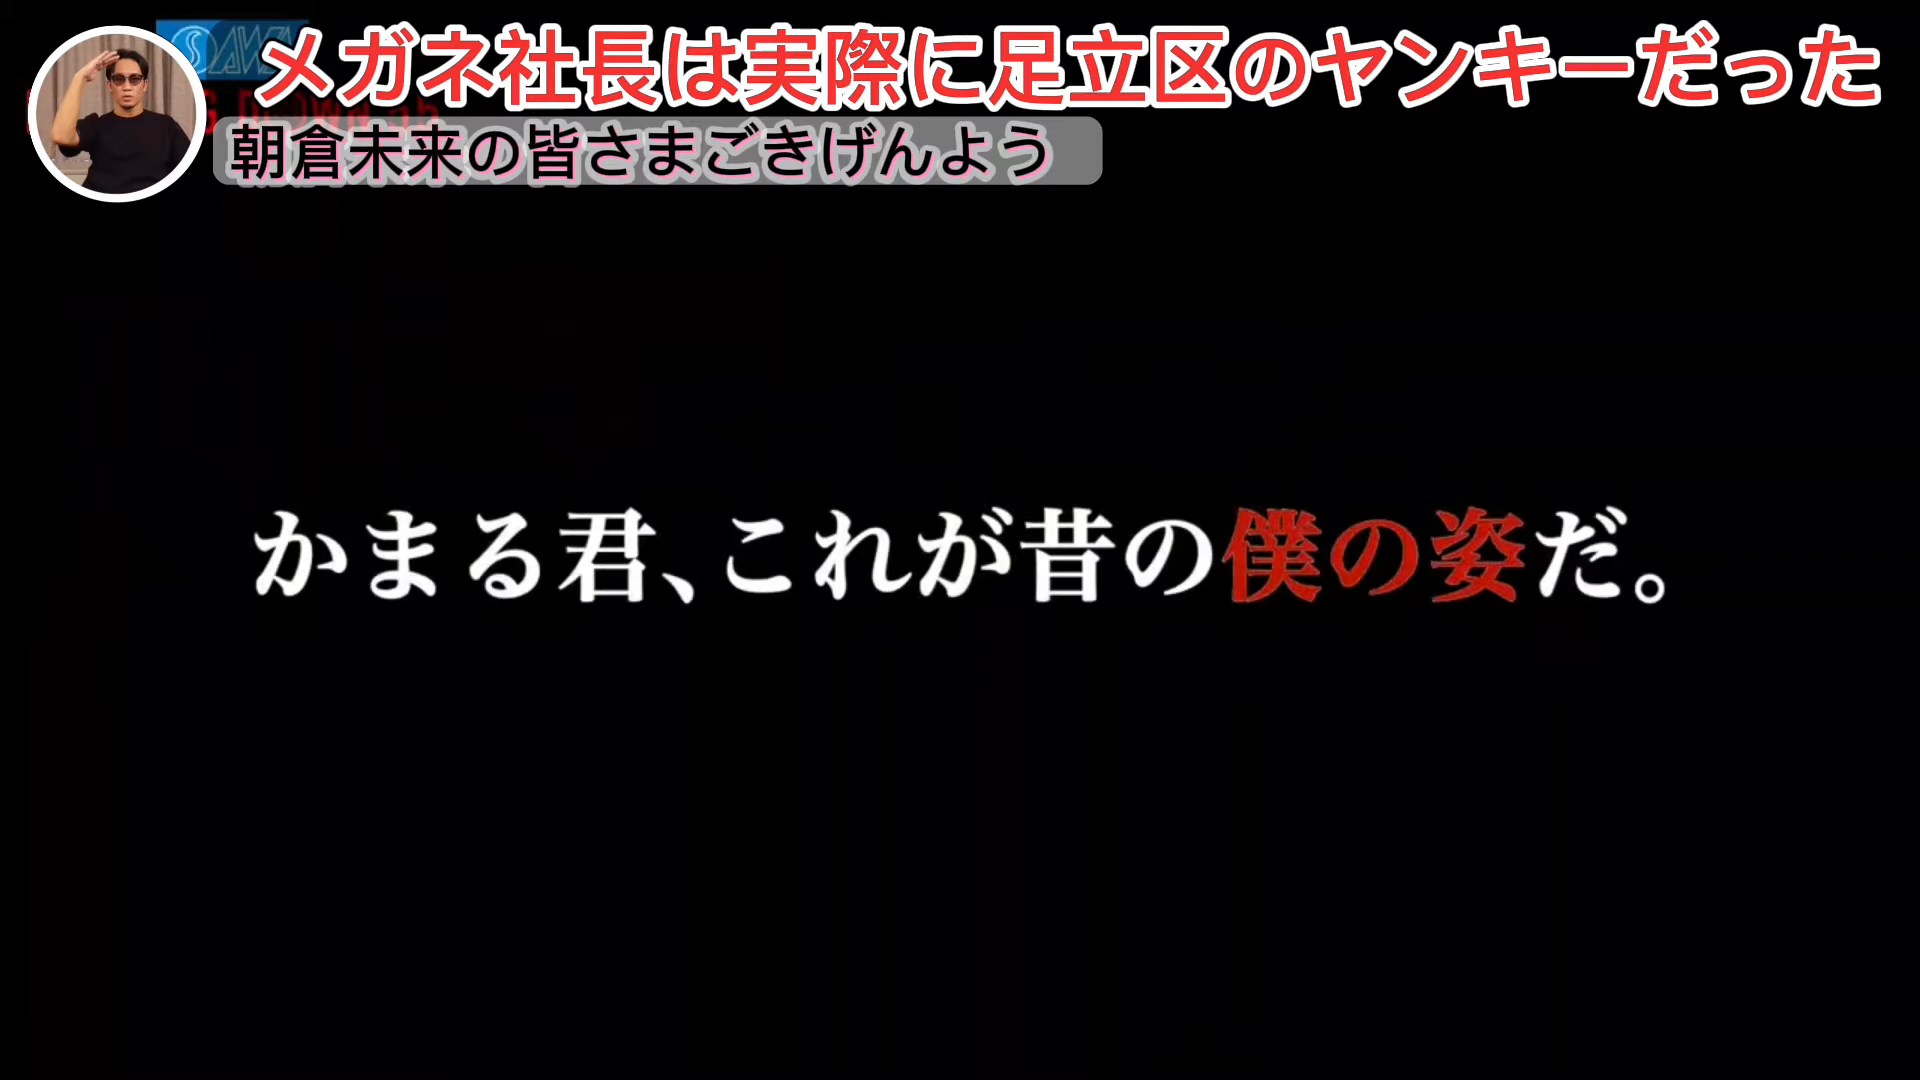 メガネ社長は実際に足立区のヤンキーだった
朝倉未来の皆さまごきげんよう
かまる君、これが昔の僕の姿だ。